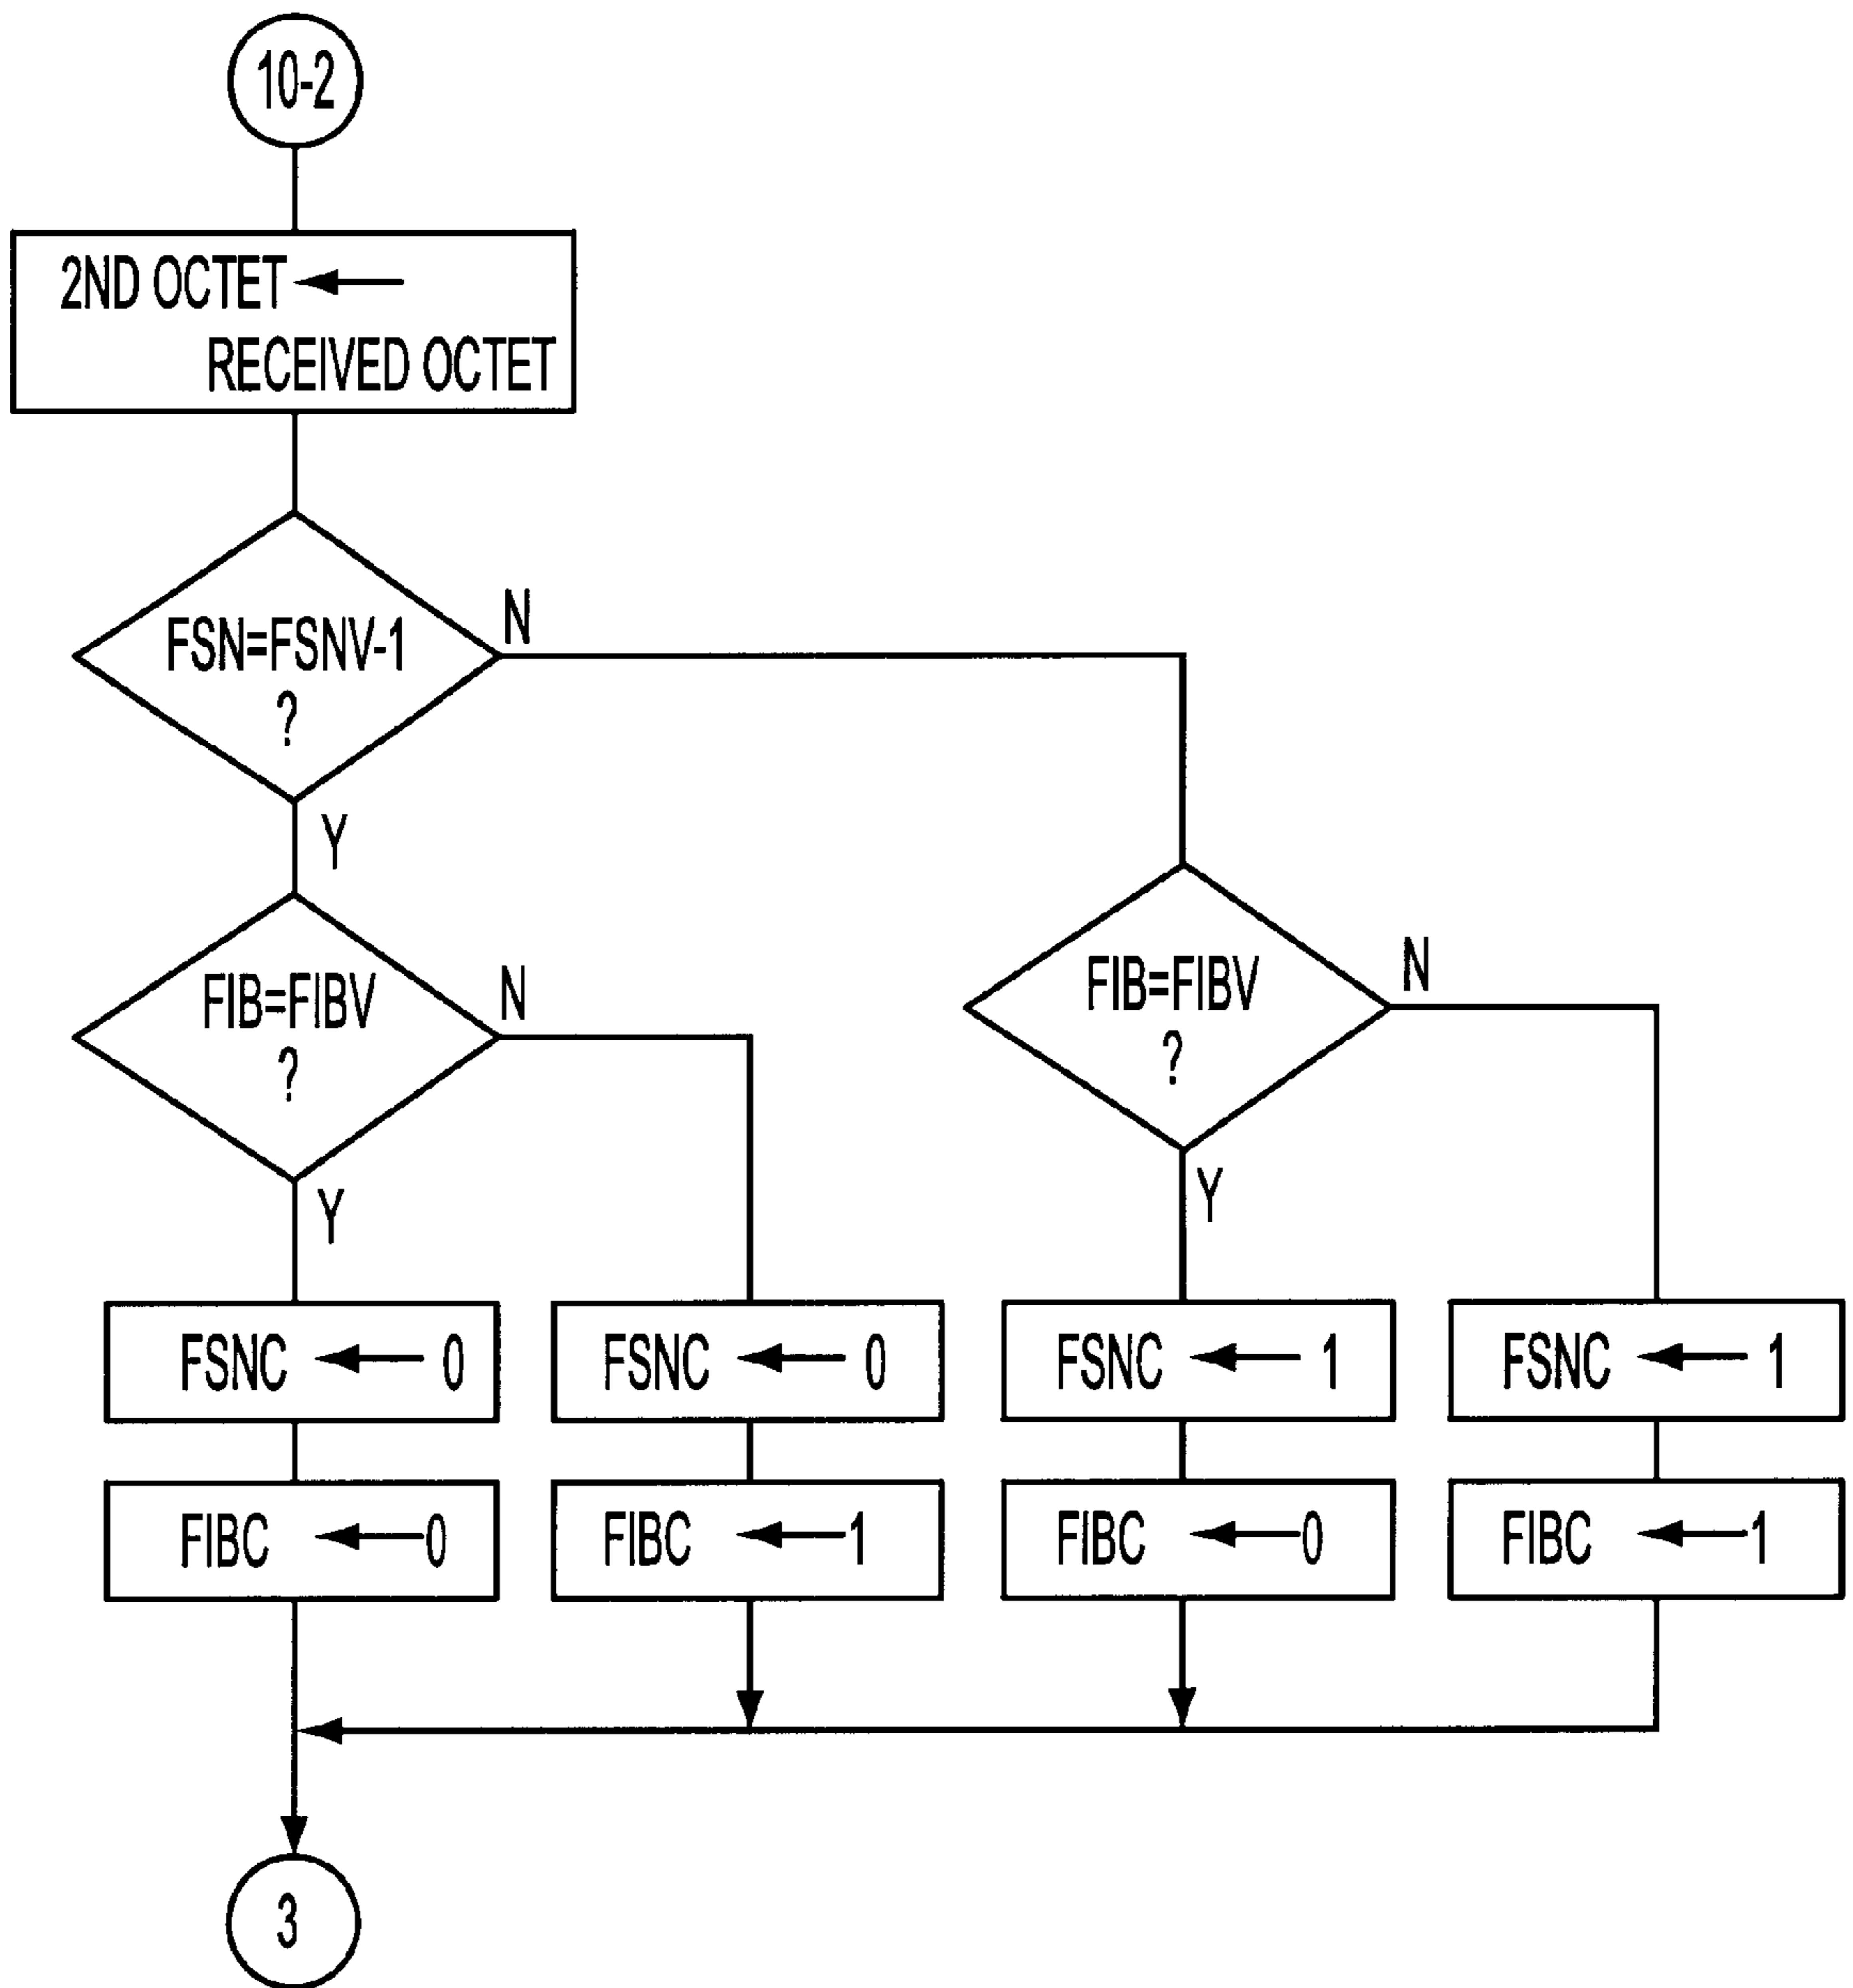 10-2
2ND OCTET ←
RECEIVED OCTET
FSN=FSNV-1
?
N
Y
FIB=FIBV
?
N
Y
FIB=FIBV
?
N
Y
FSNC ← 0
FIBC ← 0
FSNC ← 0
FIBC ← 1
FSNC ← 1
FIBC ← 0
FSNC ← 1
FIBC ← 1
3